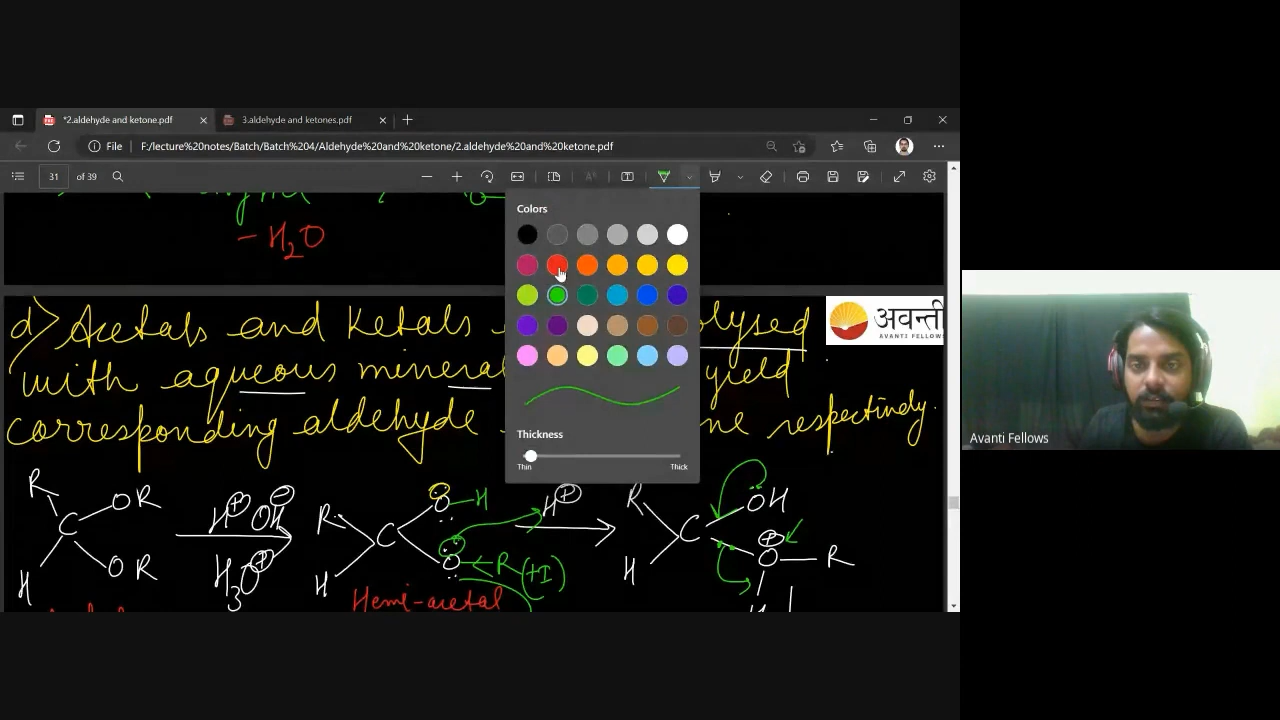 *2.aldehyde and ketone.pdf
3.aldehyde and ketones.pdf
File F:/lecture%20notes/Batch/Batch%204/Aldehyde%20and%20ketone/2.aldehyde%20and%20ketone.pdf
31 of 39
Colors
- H2O
d) Acetals and Ketals
अवन्ती
AVANTI FELLOWS
with aqueous mineral yield
corresponding aldehyde respectively.
Thickness
Thin Thick
R OR H⊕ OH⊖ R O-H H⊕ R OH
C C C
H OR H3O⊕ H O R (+I) H O⊕ R
Hemi-acetal H
Avanti Fellows